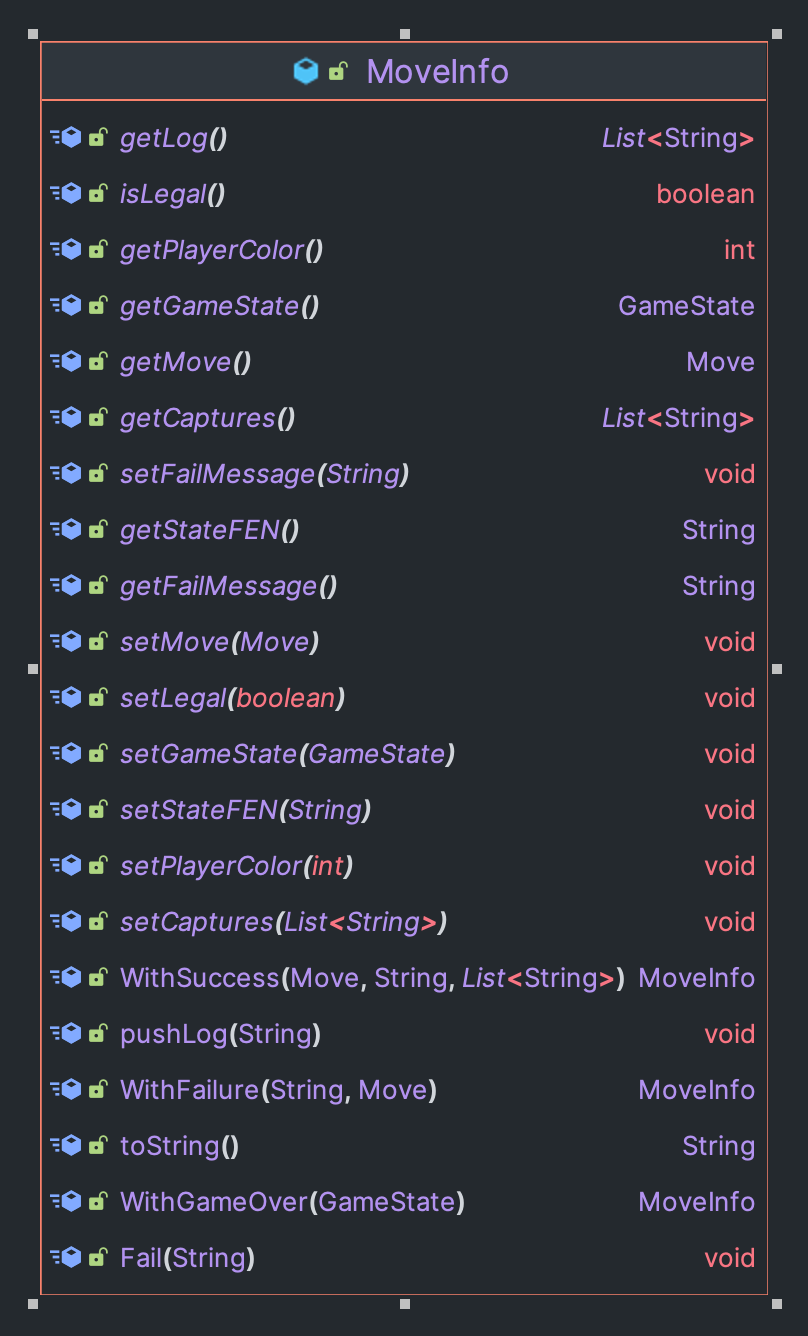 MoveInfo
getLog() List<String>
isLegal() boolean
getPlayerColor() int
getGameState() GameState
getMove() Move
getCaptures() List<String>
setFailMessage(String) void
getStateFEN() String
getFailMessage() String
setMove(Move) void
setLegal(boolean) void
setGameState(GameState) void
setStateFEN(String) void
setPlayerColor(int) void
setCaptures(List<String>) void
WithSuccess(Move, String, List<String>) MoveInfo
pushLog(String) void
WithFailure(String, Move) MoveInfo
toString() String
WithGameOver(GameState) MoveInfo
Fail(String) void